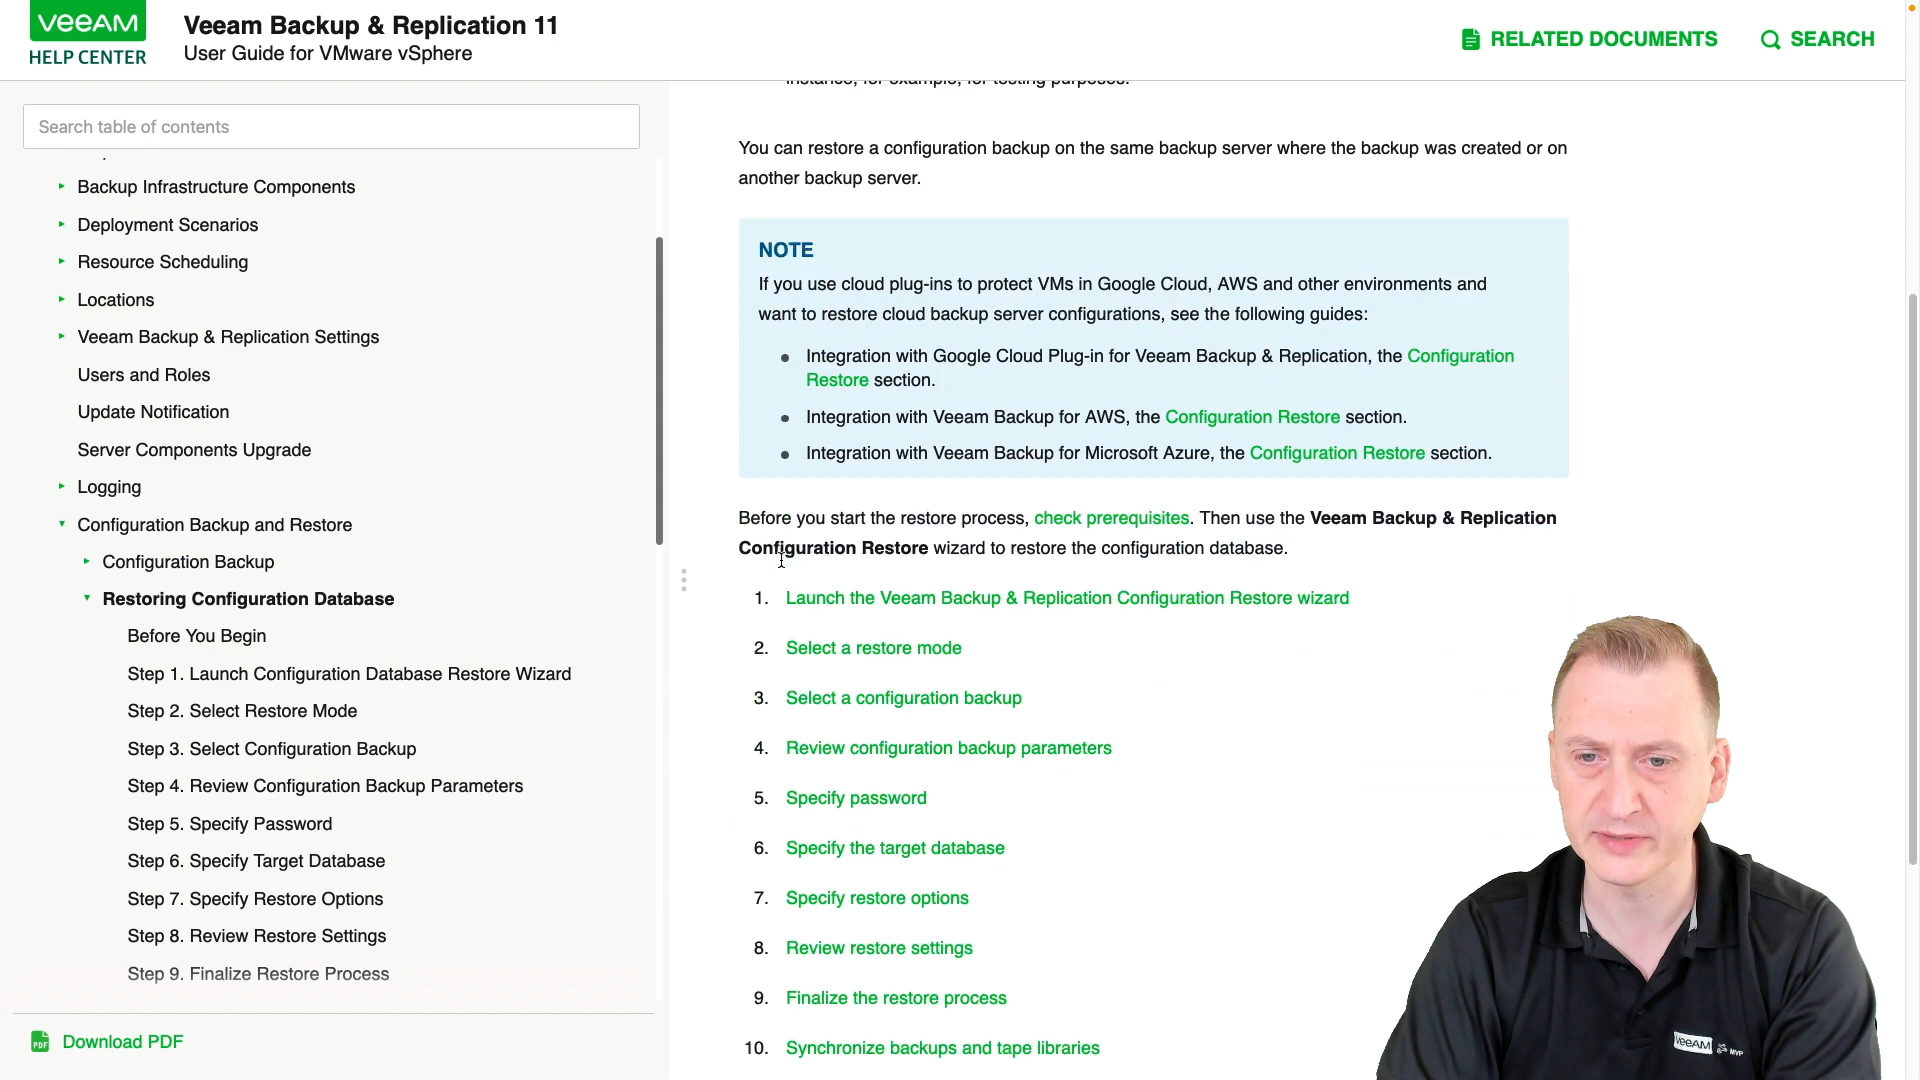 veeAM
HELP CENTER
Veeam Backup & Replication 11
User Guide for VMware vSphere
RELATED DOCUMENTS
SEARCH
Search table of contents
Backup Infrastructure Components
Deployment Scenarios
Resource Scheduling
Locations
Veeam Backup & Replication Settings
Users and Roles
Update Notification
Server Components Upgrade
Logging
Configuration Backup and Restore
Configuration Backup
Restoring Configuration Database
Before You Begin
Step 1. Launch Configuration Database Restore Wizard
Step 2. Select Restore Mode
Step 3. Select Configuration Backup
Step 4. Review Configuration Backup Parameters
Step 5. Specify Password
Step 6. Specify Target Database
Step 7. Specify Restore Options
Step 8. Review Restore Settings
Step 9. Finalize Restore Process
PDF Download PDF
instance, for example, for testing purposes.
You can restore a configuration backup on the same backup server where the backup was created or on
another backup server.
NOTE
If you use cloud plug-ins to protect VMs in Google Cloud, AWS and other environments and
want to restore cloud backup server configurations, see the following guides:
• Integration with Google Cloud Plug-in for Veeam Backup & Replication, the Configuration
Restore section.
• Integration with Veeam Backup for AWS, the Configuration Restore section.
• Integration with Veeam Backup for Microsoft Azure, the Configuration Restore section.
Before you start the restore process, check prerequisites. Then use the Veeam Backup & Replication
Configuration Restore wizard to restore the configuration database.
1. Launch the Veeam Backup & Replication Configuration Restore wizard
2. Select a restore mode
3. Select a configuration backup
4. Review configuration backup parameters
5. Specify password
6. Specify the target database
7. Specify restore options
8. Review restore settings
9. Finalize the restore process
10. Synchronize backups and tape libraries
veeAM MVP